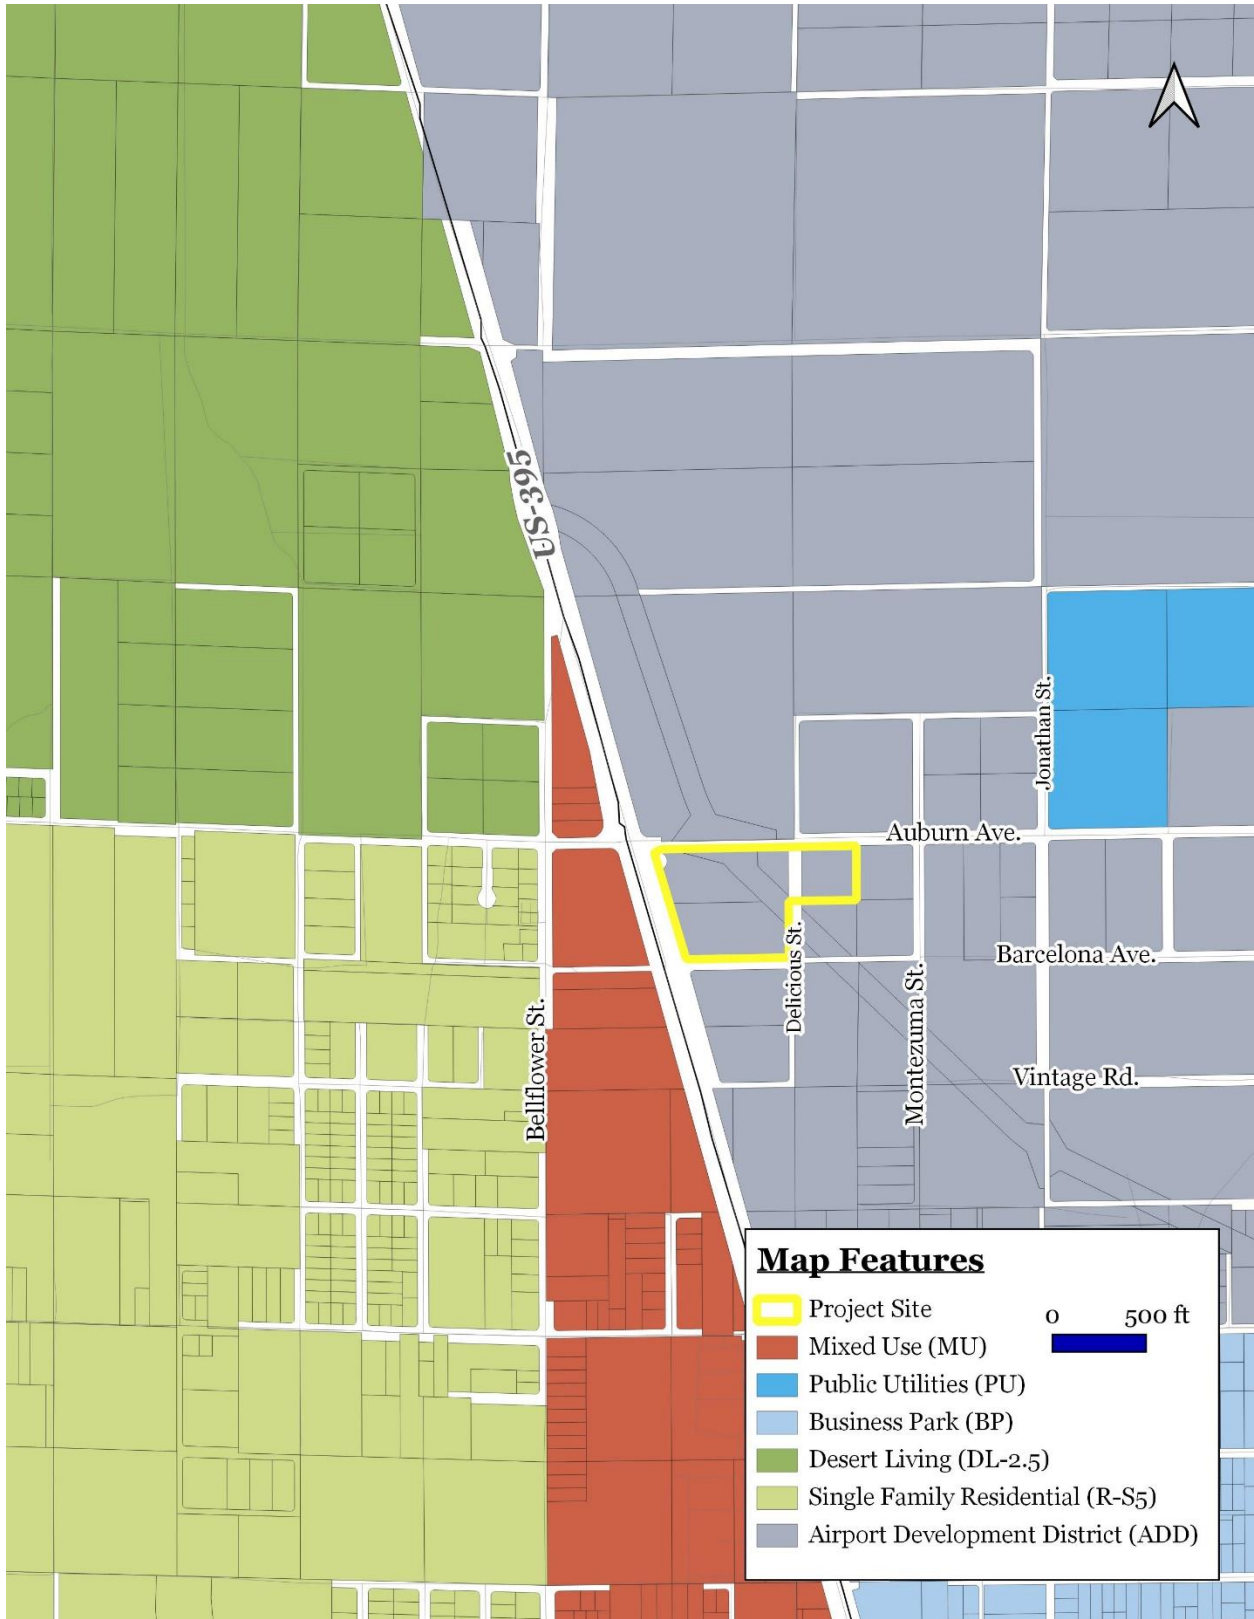 US-395
Jonathan St.
Auburn Ave.
Delicious St.
Barcelona Ave.
Montezuma St.
Bellflower St.
Vintage Rd.
Map Features
Project Site
0 500 ft
Mixed Use (MU)
Public Utilities (PU)
Business Park (BP)
Desert Living (DL-2.5)
Single Family Residential (R-S5)
Airport Development District (ADD)